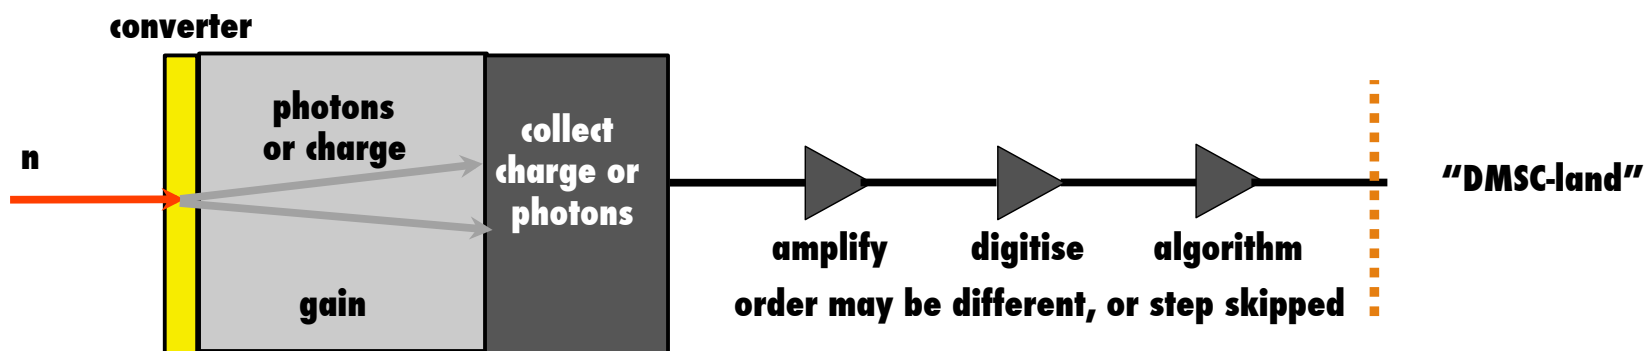 converter
n
photons
or charge
gain
collect
charge or
photons
amplify
digitise
algorithm
order may be different, or step skipped
“DMSC-land”